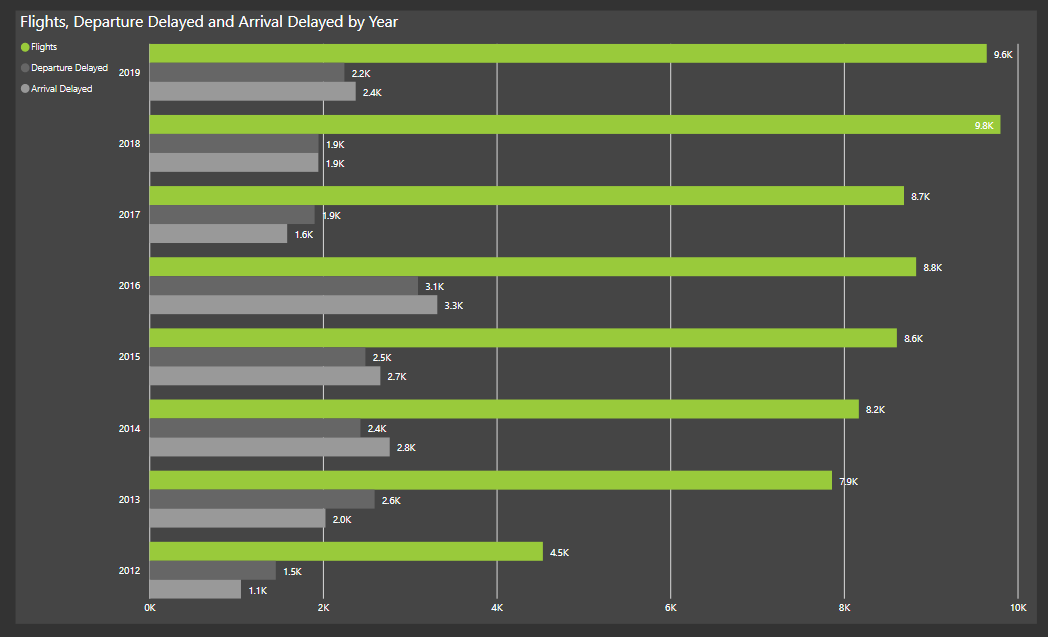 Flights, Departure Delayed and Arrival Delayed by Year
Flights
Departure Delayed
Arrival Delayed
2019
9.6K
2.2K
2.4K
2018
9.8K
1.9K
1.9K
2017
8.7K
1.9K
1.6K
2016
8.8K
3.1K
3.3K
2015
8.6K
2.5K
2.7K
2014
8.2K
2.4K
2.8K
2013
7.9K
2.6K
2.0K
2012
4.5K
1.5K
1.1K
0K 2K 4K 6K 8K 10K